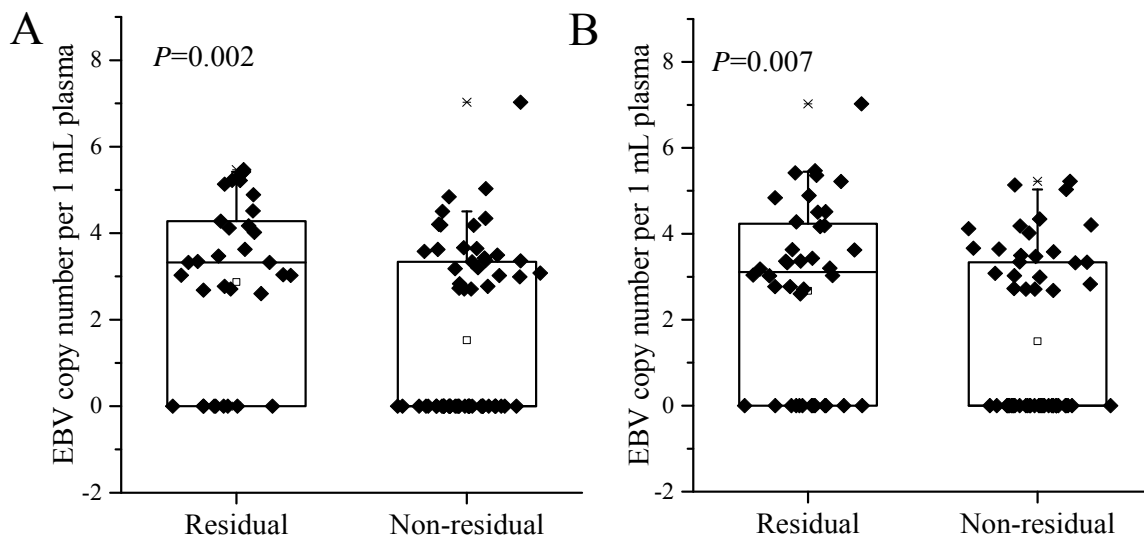 A
P=0.002
EBV copy number per 1 mL plasma
8
6
4
2
0
-2
Residual
Non-residual
B
P=0.007
EBV copy number per 1 mL plasma
8
6
4
2
0
-2
Residual
Non-residual